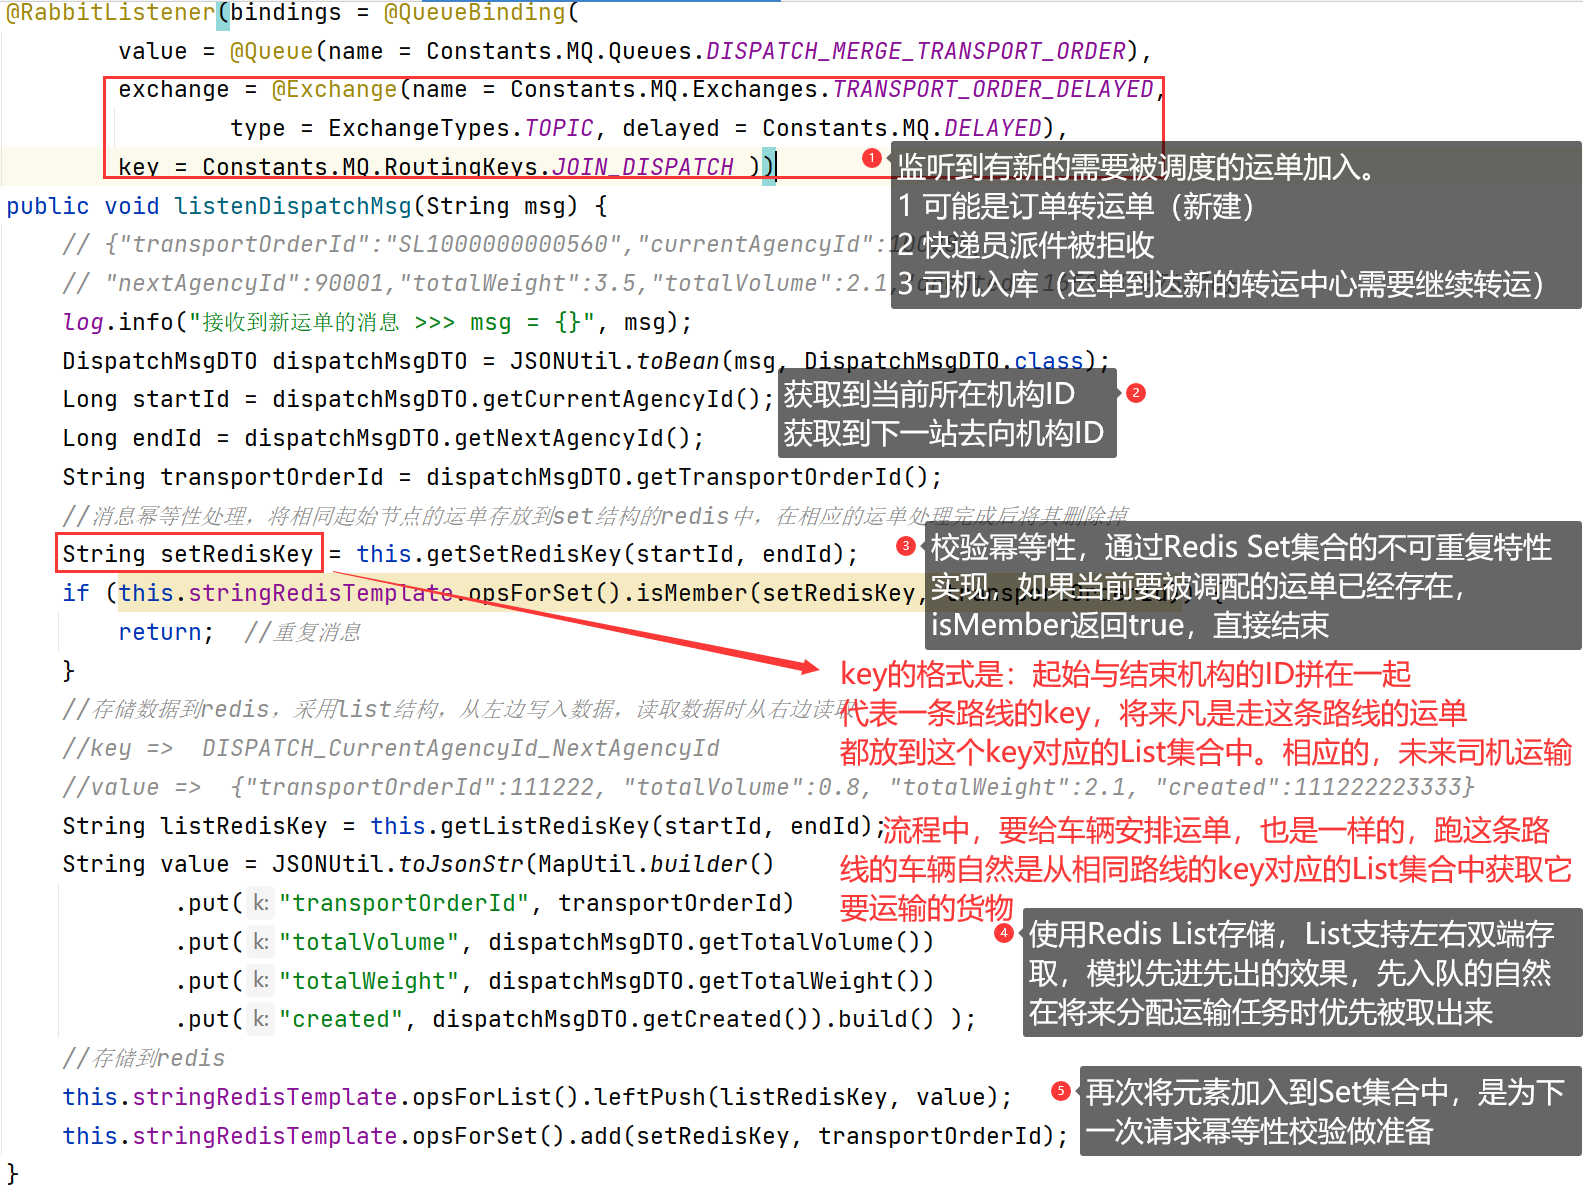 @RabbitListener(bindings = @QueueBinding(
value = @Queue(name = Constants.MQ.Queues.DISPATCH_MERGE_TRANSPORT_ORDER),
exchange = @Exchange(name = Constants.MQ.Exchanges.TRANSPORT_ORDER_DELAYED,
type = ExchangeTypes.TOPIC, delayed = Constants.MQ.DELAYED),
key = Constants.MQ.RoutingKeys.JOIN_DISPATCH ))
1 监听到有新的需要被调度的运单加入。
1 可能是订单转运单（新建）
2 快递员派件被拒收
3 司机入库（运单到达新的转运中心需要继续转运）
public void listenDispatchMsg(String msg) {
// {"transportOrderId":"SL1000000000560","currentAgencyId":
// "nextAgencyId":90001,"totalWeight":3.5,"totalVolume":2.1,
log.info("接收到新运单的消息 >>> msg = {}", msg);
DispatchMsgDTO dispatchMsgDTO = JSONUtil.toBean(msg, DispatchMsgDTO.class);
Long startId = dispatchMsgDTO.getCurrentAgencyId();
Long endId = dispatchMsgDTO.getNextAgencyId();
获取到当前所在机构ID 2
获取到下一站去向机构ID
String transportOrderId = dispatchMsgDTO.getTransportOrderId();
//消息幂等性处理，将相同起始节点的运单存放到set结构的redis中，在相应的运单处理完成后将其删除掉
String setRedisKey = this.getSetRedisKey(startId, endId);
if (this.stringRedisTemplate.opsForSet().isMember(setRedisKey, transportOrderId)) {
return; //重复消息
}
3 校验幂等性，通过Redis Set集合的不可重复特性
实现，如果当前要被调配的运单已经存在，
isMember返回true，直接结束
key的格式是：起始与结束机构的ID拼在一起
代表一条路线的key，将来凡是走这条路线的运单
都放到这个key对应的List集合中。相应的，未来司机运输
流程中，要给车辆安排运单，也是一样的，跑这条路
线的车辆自然是从相同路线的key对应的List集合中获取它
要运输的货物
//存储数据到redis，采用list结构，从左边写入数据，读取数据时从右边读取
//key => DISPATCH_CurrentAgencyId_NextAgencyId
//value => {"transportOrderId":111222, "totalVolume":0.8, "totalWeight":2.1, "created":111222223333}
String listRedisKey = this.getListRedisKey(startId, endId);
String value = JSONUtil.toJsonStr(MapUtil.builder()
.put( k: "transportOrderId", transportOrderId)
.put( k: "totalVolume", dispatchMsgDTO.getTotalVolume())
.put( k: "totalWeight", dispatchMsgDTO.getTotalWeight())
.put( k: "created", dispatchMsgDTO.getCreated()).build() );
4 使用Redis List存储，List支持左右双端存
取，模拟先进先出的效果，先入队的自然
在将来分配运输任务时优先被取出来
//存储到redis
this.stringRedisTemplate.opsForList().leftPush(listRedisKey, value);
this.stringRedisTemplate.opsForSet().add(setRedisKey, transportOrderId);
5 再次将元素加入到Set集合中，是为下
一次请求幂等性校验做准备
}